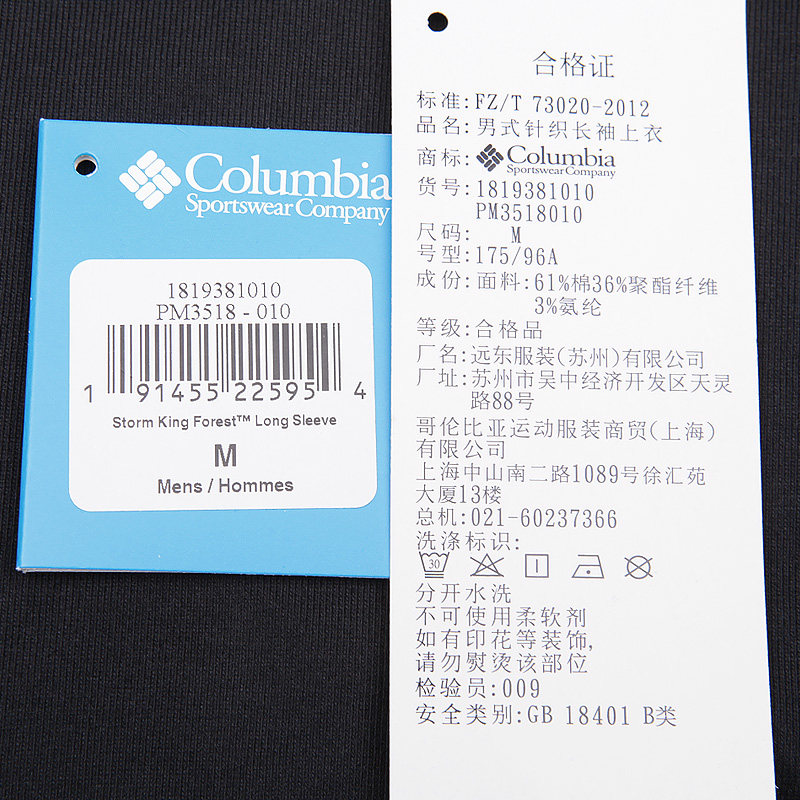 Columbia
Sportswear Company
1819381010
PM3518 - 010
1 91455 22595 4
Storm King Forest™ Long Sleeve
M
Mens / Hommes
合格证
标准:FZ/T 73020-2012
品名:男式针织长袖上衣
商标: Columbia
Sportswear Company
货号:1819381010
PM3518010
尺码: M
号型:175/96A
成份:面料:61%棉36%聚酯纤维
3%氨纶
等级:合格品
厂名:远东服装(苏州)有限公司
厂址:苏州市吴中经济开发区天灵
路88号
哥伦比亚运动服装商贸(上海)
有限公司
上海中山南二路1089号徐汇苑
大厦13楼
总机:021-60237366
洗涤标识:
30
分开水洗
不可使用柔软剂
如有印花等装饰,
请勿熨烫该部位
检验员:009
安全类别:GB 18401 B类